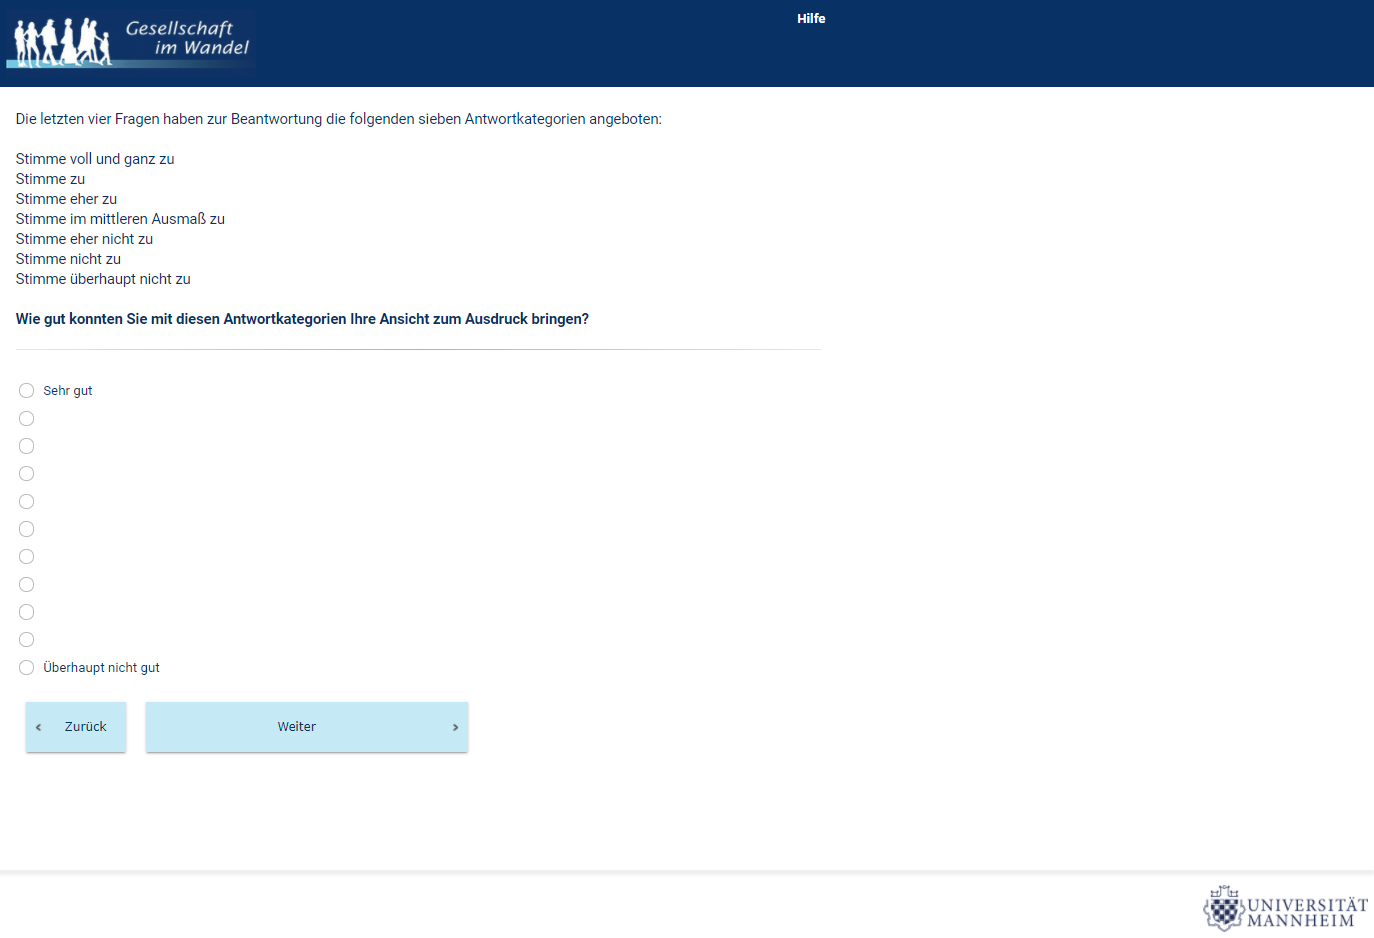 Gesellschaft
im Wandel
Hilfe
Die letzten vier Fragen haben zur Beantwortung die folgenden sieben Antwortkategorien angeboten:
Stimme voll und ganz zu
Stimme zu
Stimme eher zu
Stimme im mittleren Ausmaß zu
Stimme eher nicht zu
Stimme nicht zu
Stimme überhaupt nicht zu
Wie gut konnten Sie mit diesen Antwortkategorien Ihre Ansicht zum Ausdruck bringen?
Sehr gut
Überhaupt nicht gut
‹ Zurück
Weiter ›
UNIVERSITÄT
MANNHEIM